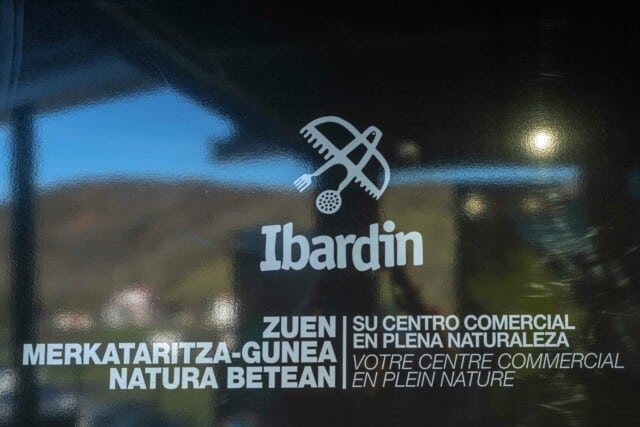 Ibardin
ZUEN
MERKATARITZA-GUNEA
NATURA BETEAN
SU CENTRO COMERCIAL
EN PLENA NATURALEZA
VOTRE CENTRE COMMERCIAL
EN PLEIN NATURE